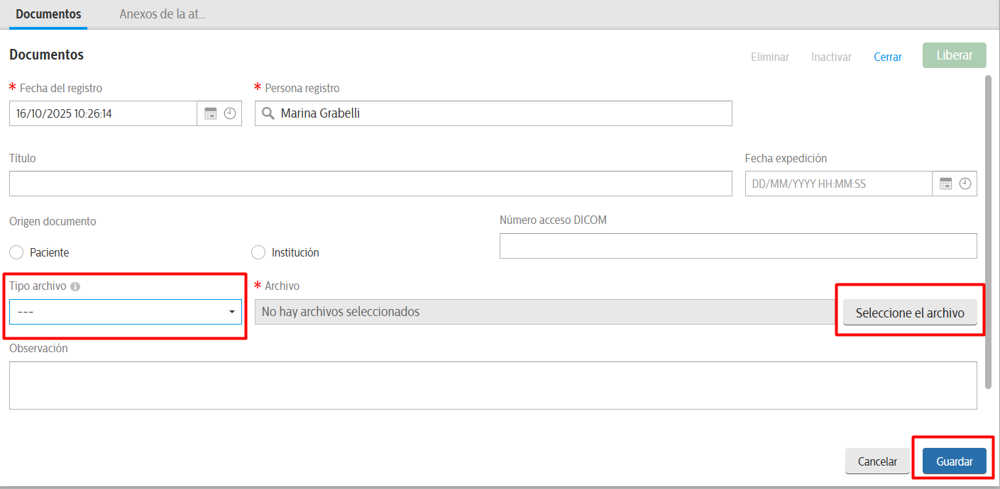 Documentos Anexos de la at...
Documentos
Eliminar Inactivar Cerrar Liberar
* Fecha del registro * Persona registro
16/10/2025 10:26:14 Marina Grabelli
Título Fecha expedición
DD/MM/YYYY HH:MM:SS
Origen documento Número acceso DICOM
Paciente Institución
Tipo archivo * Archivo
--- No hay archivos seleccionados Seleccione el archivo
Observación
Cancelar Guardar